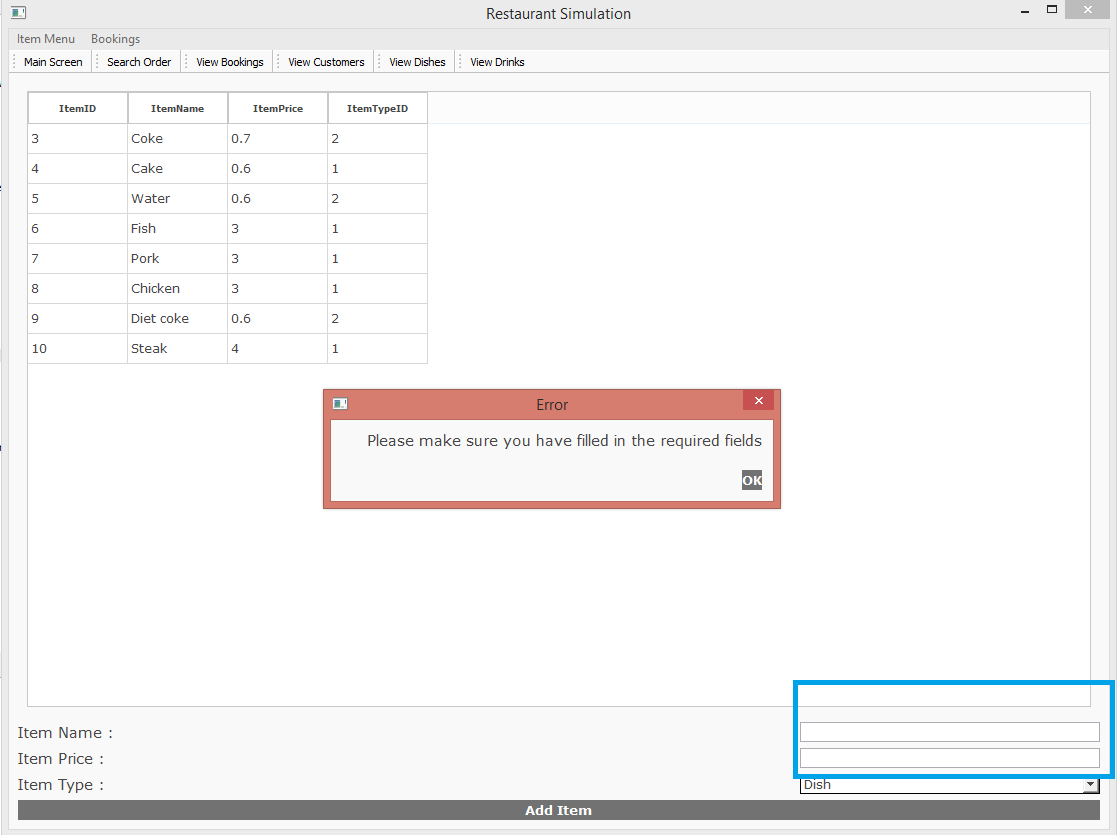 Restaurant Simulation
Item Menu Bookings
Main Screen Search Order View Bookings View Customers View Dishes View Drinks
ItemID ItemName ItemPrice ItemTypeID
3 Coke 0.7 2
4 Cake 0.6 1
5 Water 0.6 2
6 Fish 3 1
7 Pork 3 1
8 Chicken 3 1
9 Diet coke 0.6 2
10 Steak 4 1
Error
Please make sure you have filled in the required fields
OK
Item Name :
Item Price :
Item Type : Dish
Add Item